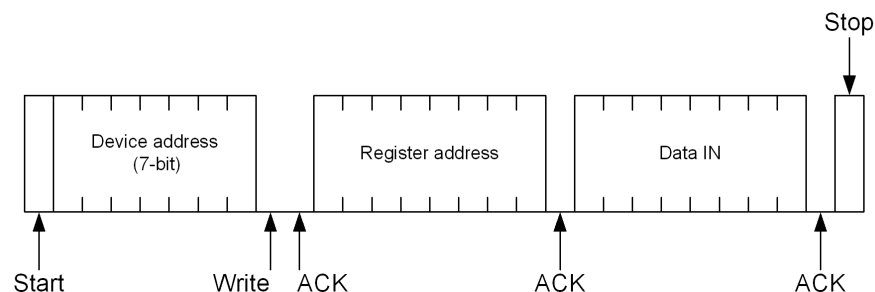 Stop
Device address
(7-bit)
Register address
Data IN
Start
Write
ACK
ACK
ACK